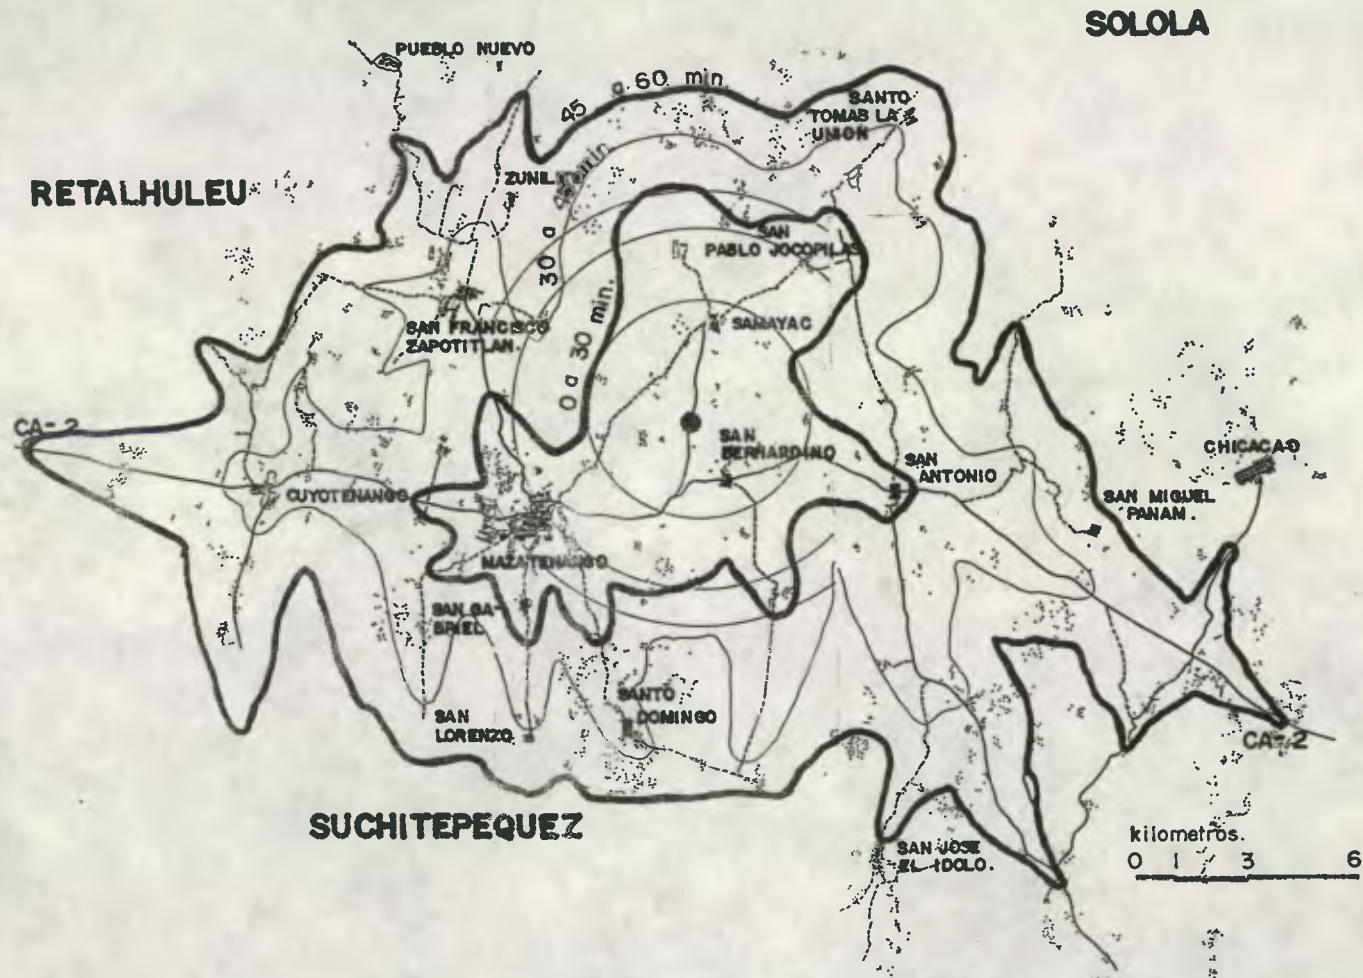 SOLOLA
PUEBLO NUEVO
45 a 60 min
SANTO
TOMAS LA
UNION
RETALHULEU
ZUNIL
30 a 45 min
SAN
PABLO JOCOPILAS
SAN FRANCISCO
ZAPOTITLAN.
SAMAYAC
0 a 30 min.
CA-2
SAN
BERNARDINO
SAN
ANTONIO
CHICACAO
CUYOTENANGO
SAN MIGUEL
PANAM.
MAZATENANGO
SAN GA-
BRIEL
SANTO
DOMINGO
SAN
LORENZO.
CA-2
SUCHITEPEQUEZ
kilometros.
0 1 3 6
SAN JOSE
EL IDOLO.